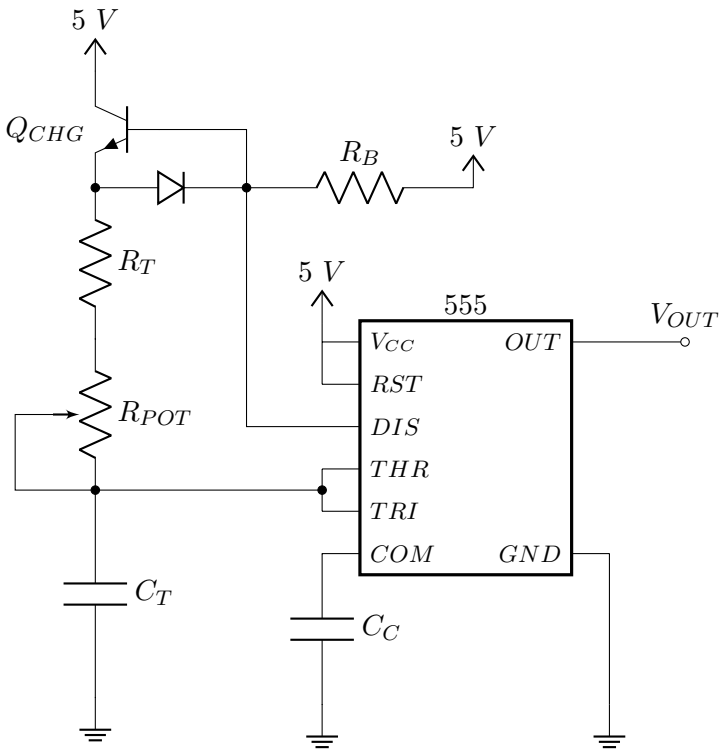 5 V
Q_CHG
R_B
5 V
R_T
5 V
555
V_OUT
V_CC
OUT
RST
R_POT
DIS
THR
TRI
COM
GND
C_T
C_C